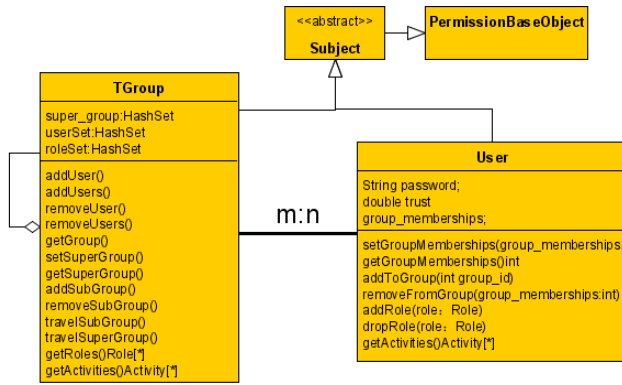 <<abstract>>
Subject
PermissionBaseObject
TGroup
super_group:HashSet
userSet:HashSet
roleSet:HashSet
addUser()
addUsers()
removeUser()
removeUsers()
getGroup()
setSuperGroup()
getSuperGroup()
addSubGroup()
removeSubGroup()
travelSubGroup()
travelSuperGroup()
getRoles()Role[*]
getActivities()Activity[*]
m:n
User
String password;
double trust
group_memberships;
setGroupMemberships(group_memberships
getGroupMemberships()int
addToGroup(int group_id)
removeFromGroup(group_memberships:int)
addRole(role：Role)
dropRole(role：Role)
getActivities()Activity[*]